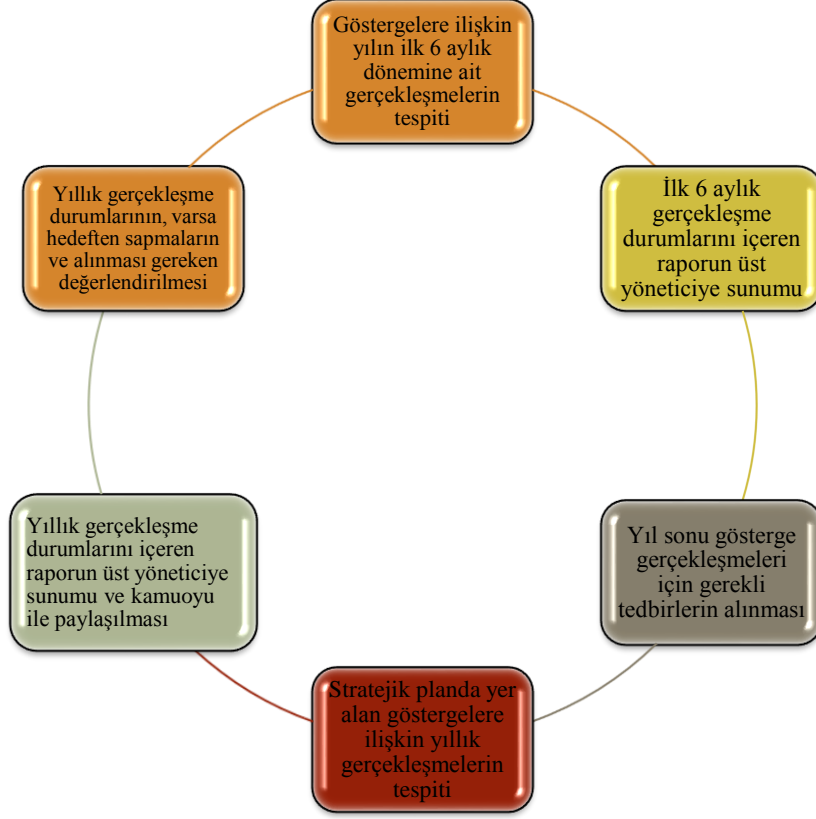 Göstergelere ilişkin
yılın ilk 6 aylık
dönemine ait
gerçekleşmelerin
tespiti
İlk 6 aylık
gerçekleşme
durumlarını içeren
raporun üst
yöneticiye sunumu
Yıl sonu gösterge
gerçekleşmeleri
için gerekli
tedbirlerin alınması
Stratejik planda yer
alan göstergelere
ilişkin yıllık
gerçekleşmelerin
tespiti
Yıllık gerçekleşme
durumlarını içeren
raporun üst yöneticiye
sunumu ve kamuoyu
ile paylaşılması
Yıllık gerçekleşme
durumlarının, varsa
hedeften sapmaların
ve alınması gereken
değerlendirilmesi